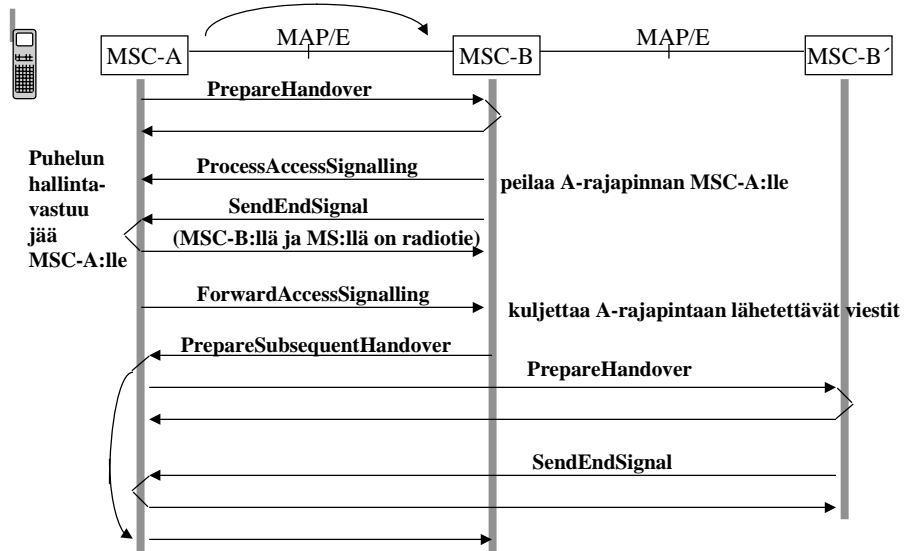 MAP/E
MAP/E
MSC-A
MSC-B
MSC-B´
PrepareHandover
Puhelun
hallinta-
vastuu
jää
MSC-A:lle
ProcessAccessSignalling
peilaa A-rajapinnan MSC-A:lle
SendEndSignal
(MSC-B:llä ja MS:llä on radiotie)
ForwardAccessSignalling
kuljettaa A-rajapintaan lähetettävät viestit
PrepareSubsequentHandover
PrepareHandover
SendEndSignal